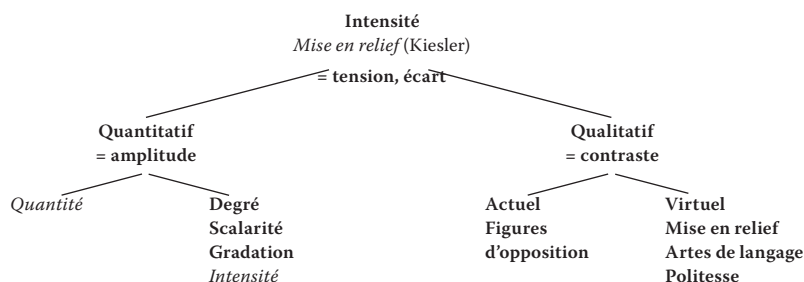 Intensité
Mise en relief (Kiesler)
= tension, écart
Quantitatif
= amplitude
Qualitatif
= contraste
Quantité
Degré
Scalarité
Gradation
Intensité
Actuel
Figures
d'opposition
Virtuel
Mise en relief
Artes de langage
Politesse